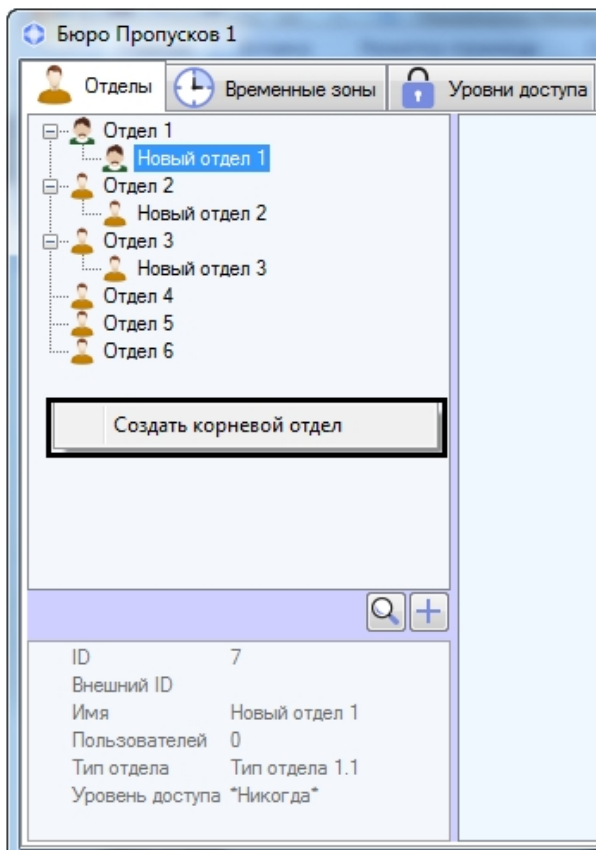 Бюро Пропусков 1
Отделы Временные зоны Уровни доступа
Отдел 1
Новый отдел 1
Отдел 2
Новый отдел 2
Отдел 3
Новый отдел 3
Отдел 4
Отдел 5
Отдел 6
Создать корневой отдел
ID 7
Внешний ID
Имя Новый отдел 1
Пользователей 0
Тип отдела Тип отдела 1.1
Уровень доступа *Никогда*